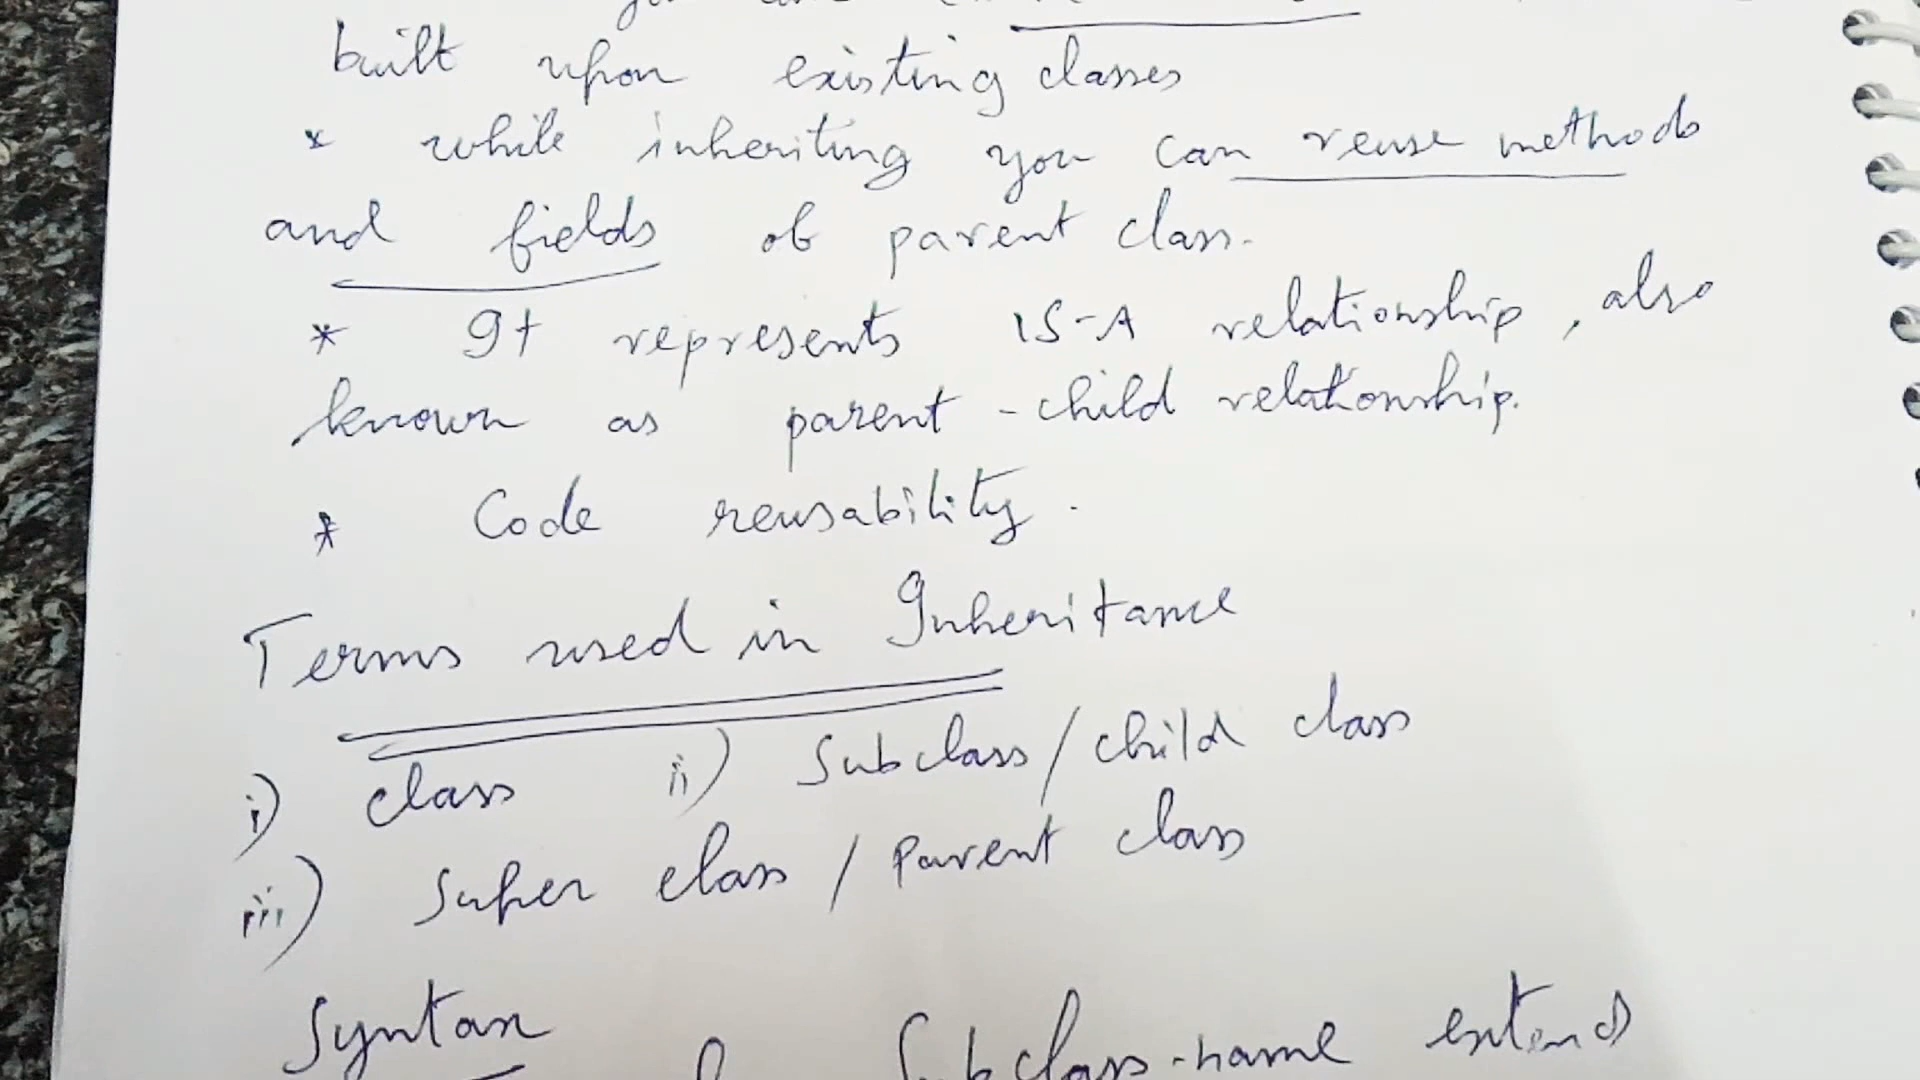 built upon existing classes
* while inheriting you can reuse methods
and fields of parent class.
* It represents IS-A relationship, also
known as parent-child relationship.
* Code reusability.
Terms used in Inheritance
i) class ii) Subclass/child class
iii) Super class / Parent class
Syntax
Subclass-name extends